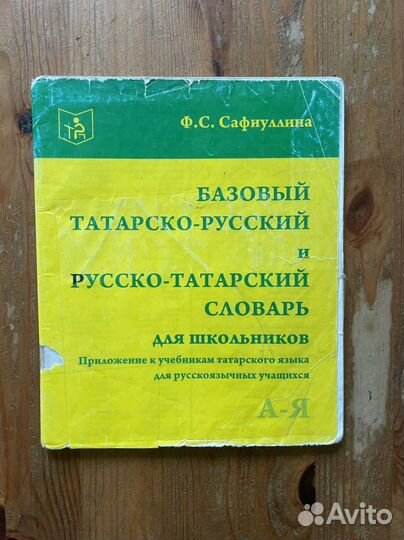 Ф.С. Сафиуллина
БАЗОВЫЙ
ТАТАРСКО-РУССКИЙ
и
РУССКО-ТАТАРСКИЙ
СЛОВАРЬ
ДЛЯ ШКОЛЬНИКОВ
Приложение к учебникам татарского языка
для русскоязычных учащихся
А-Я
Avito